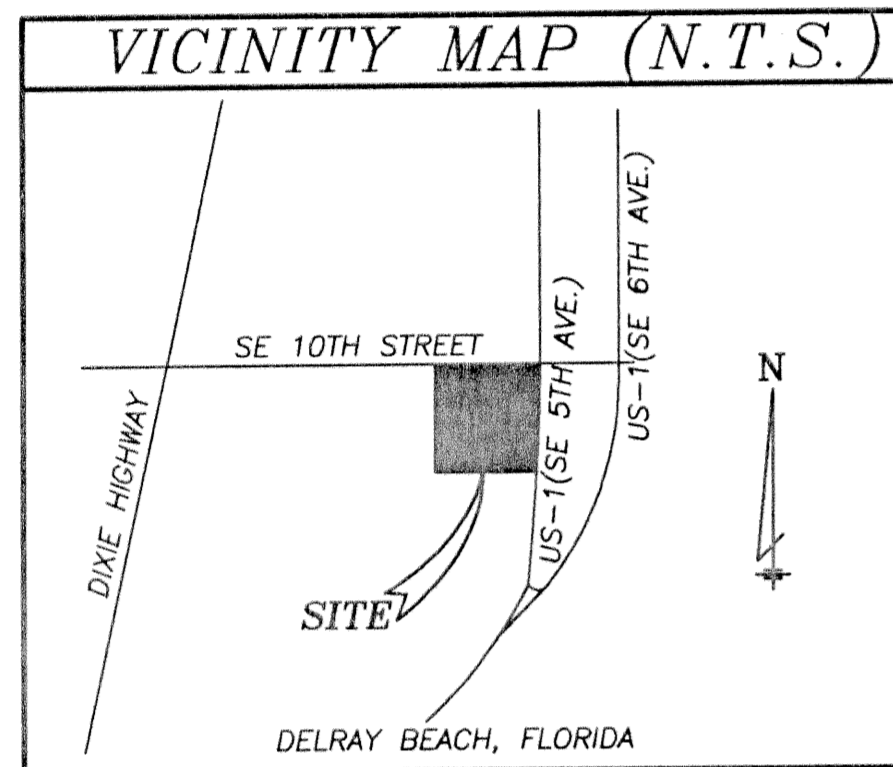 VICINITY MAP (N.T.S.)
SE 10TH STREET
US-1(SE 5TH AVE.)
US-1(SE 6TH AVE.)
N
DIXIE HIGHWAY
SITE
DELRAY BEACH, FLORIDA